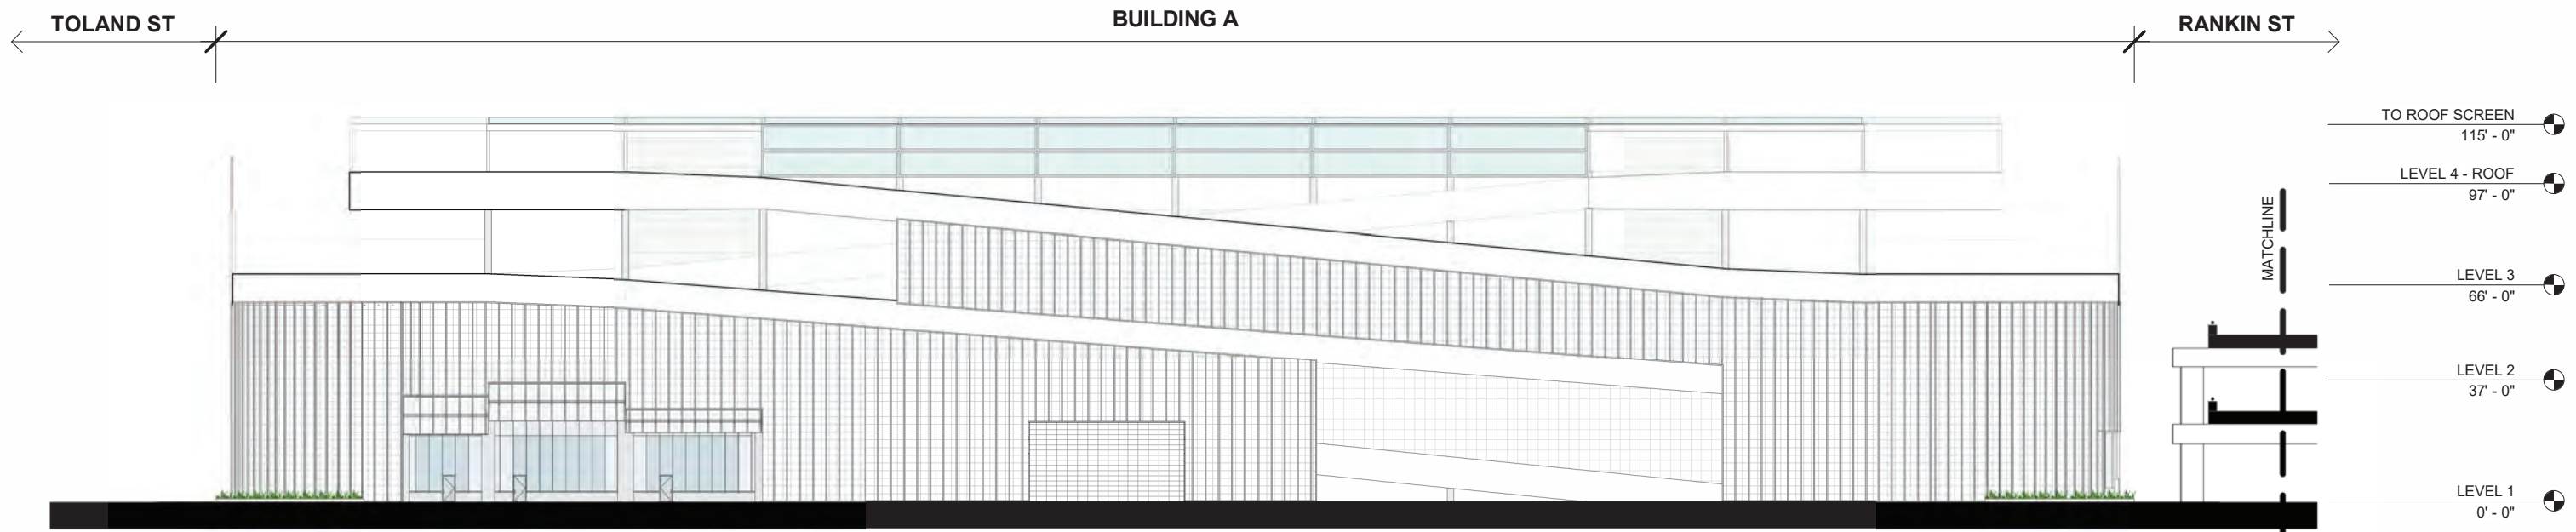 TOLAND ST
BUILDING A
RANKIN ST
TO ROOF SCREEN
115' - 0"
LEVEL 4 - ROOF
97' - 0"
MATCHLINE
LEVEL 3
66' - 0"
LEVEL 2
37' - 0"
LEVEL 1
0' - 0"